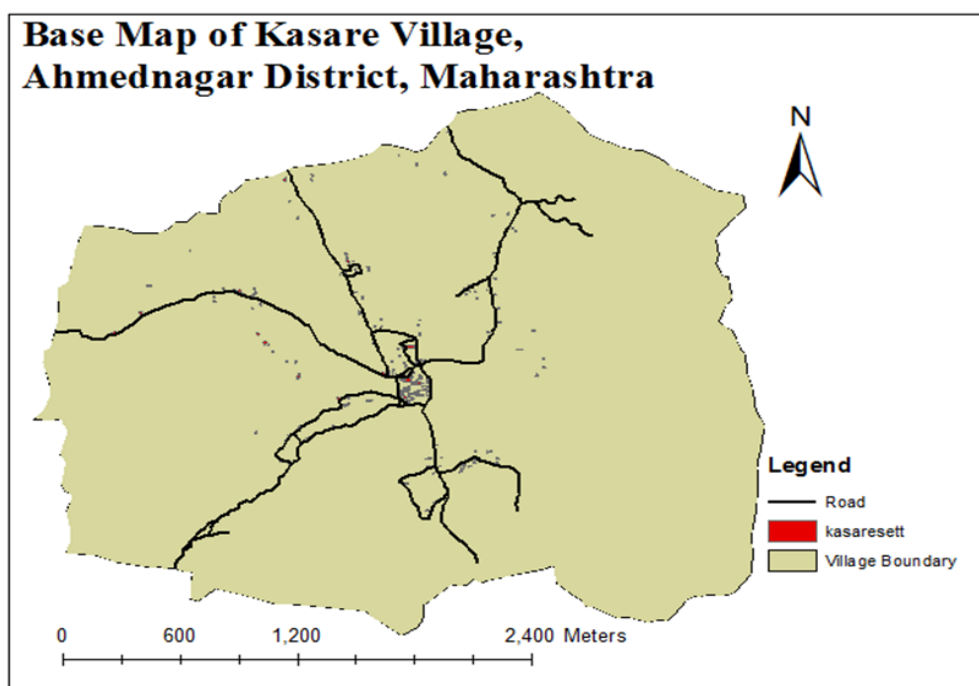 Base Map of Kasare Village,
Ahmednagar District, Maharashtra
N
Legend
Road
kasaresett
Village Boundary
0 600 1,200 2,400 Meters